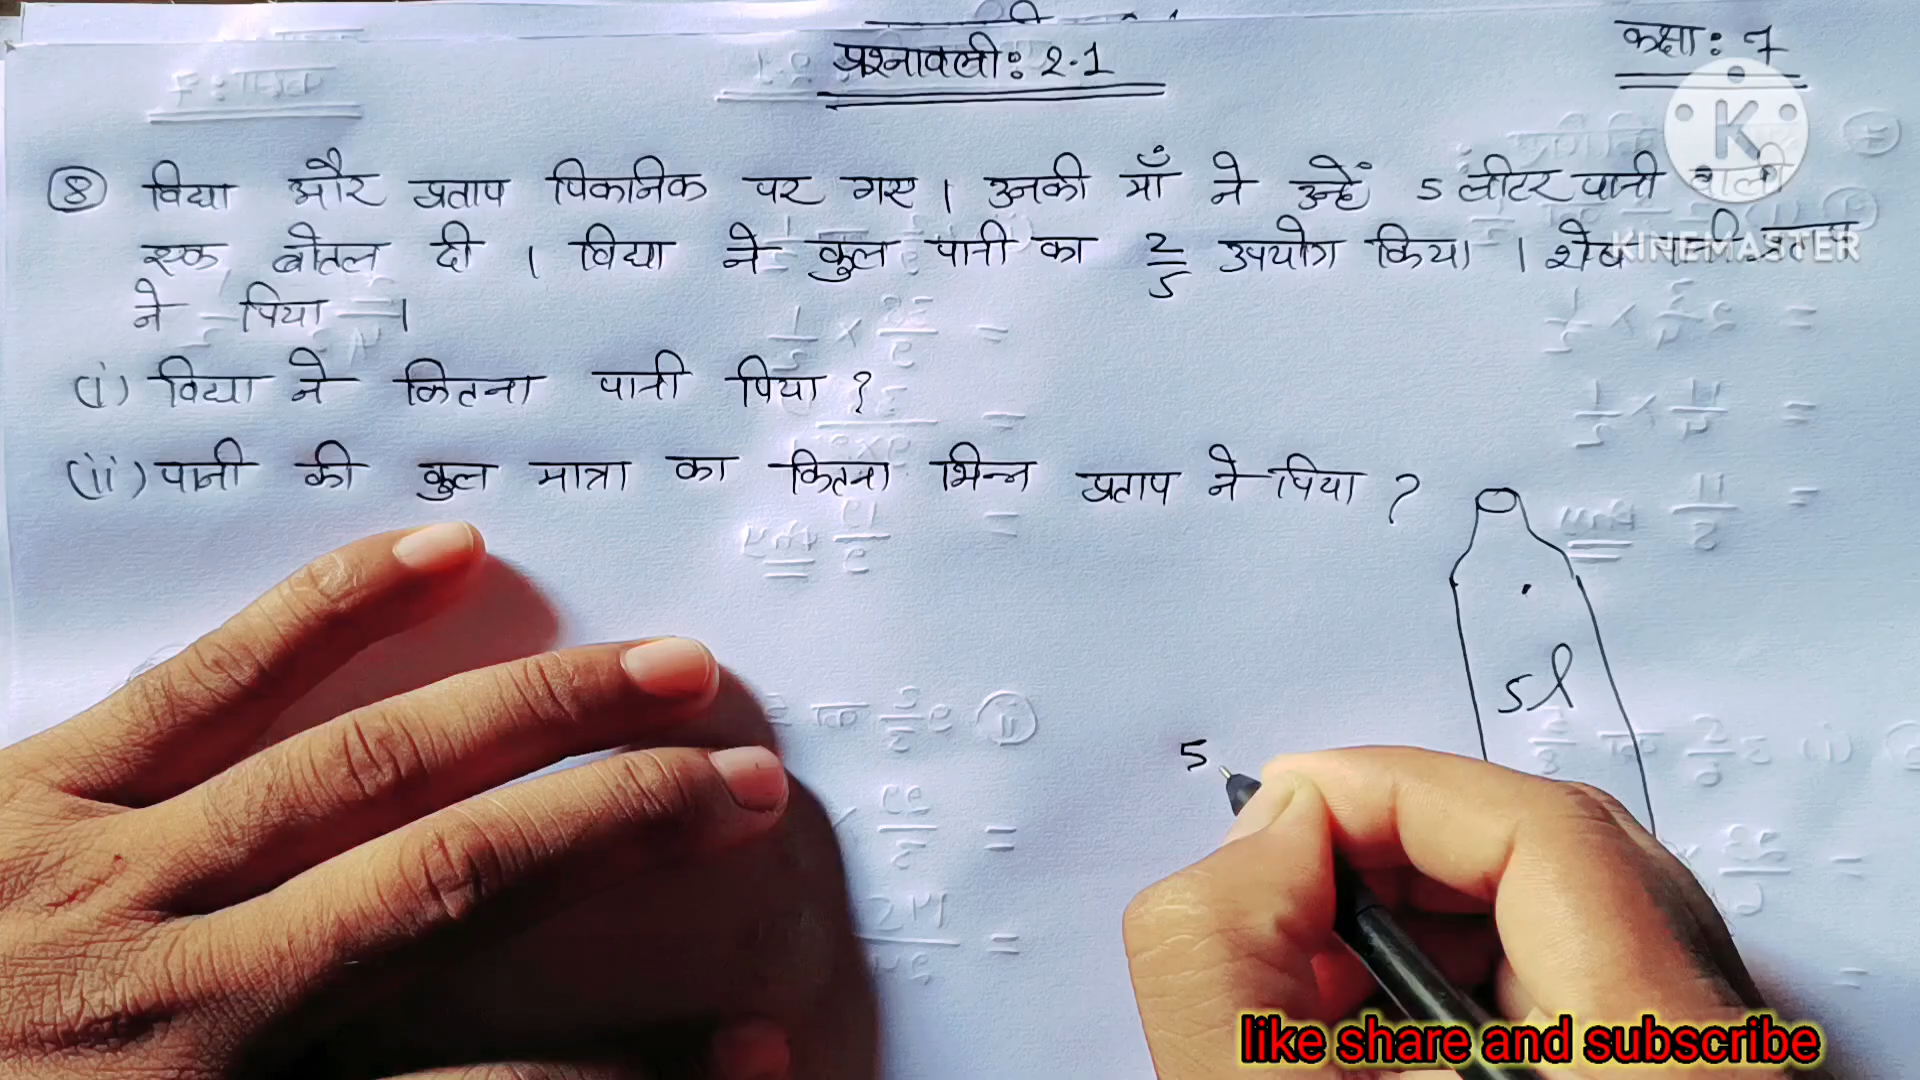 प्रश्नावली: 2.1
कक्षा: 7
K
KINEMASTER
⑧ विद्या और प्रताप पिकनिक पर गए। उनकी माँ ने उन्हें 5 लीटर पानी वाली
एक बोतल दी। विद्या ने कुल पानी का 2/5 उपयोग किया। शेष पानी प्रताप
ने पिया।
(i) विद्या ने कितना पानी पिया?
(ii) पानी की कुल मात्रा का कितना भिन्न प्रताप ने पिया?
5l
5
like share and subscribe